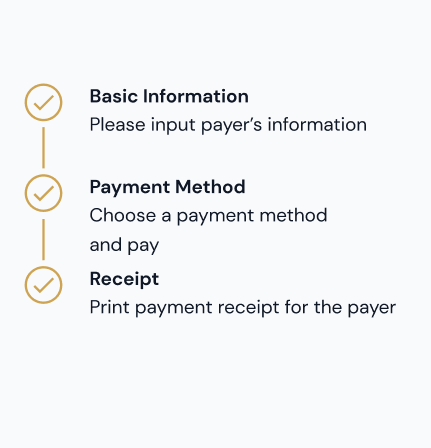 Basic Information
Please input payer’s information
Payment Method
Choose a payment method
and pay
Receipt
Print payment receipt for the payer